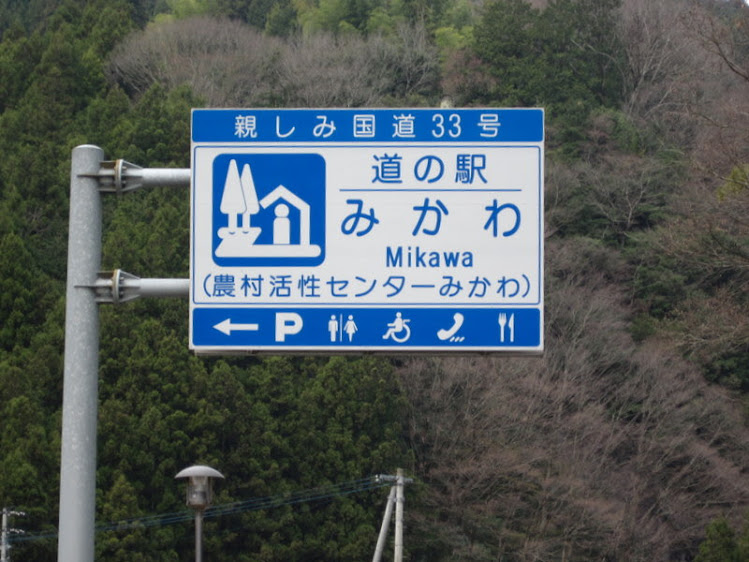 親しみ国道33号
道の駅
みかわ
Mikawa
(農村活性センターみかわ)
P